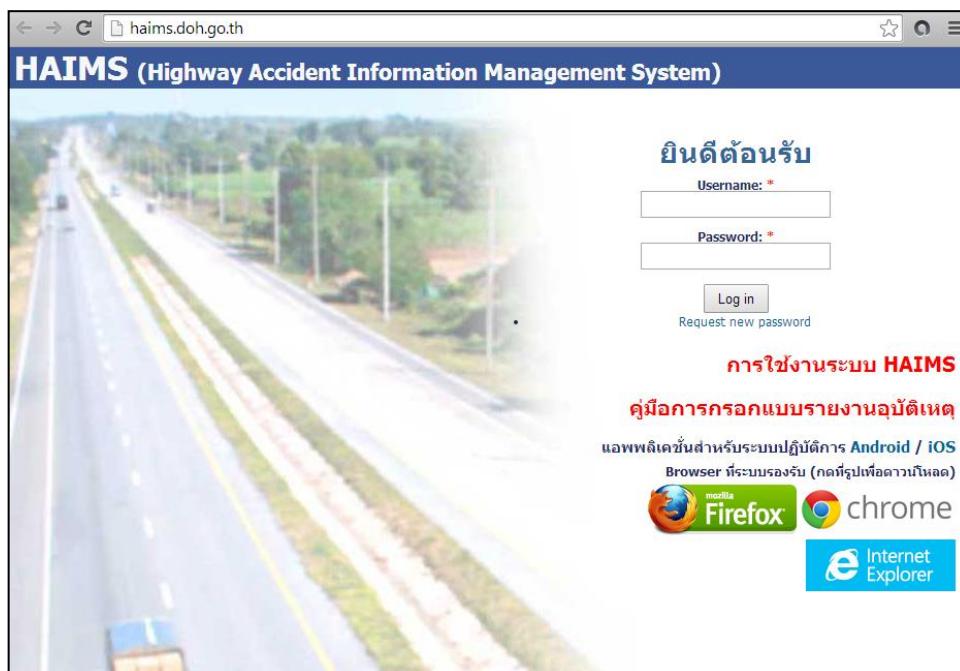 haims.doh.go.th
HAIMS (Highway Accident Information Management System)
ยินดีต้อนรับ
Username: *
Password: *
Log in
Request new password
การใช้งานระบบ HAIMS
คู่มือการกรอกแบบรายงานอุบัติเหตุ
แอพพลิเคชั่นสำหรับระบบปฏิบัติการ Android / iOS
Browser ที่ระบบรองรับ (กดที่รูปเพื่อดาวน์โหลด)
mozilla
Firefox
chrome
Internet
Explorer